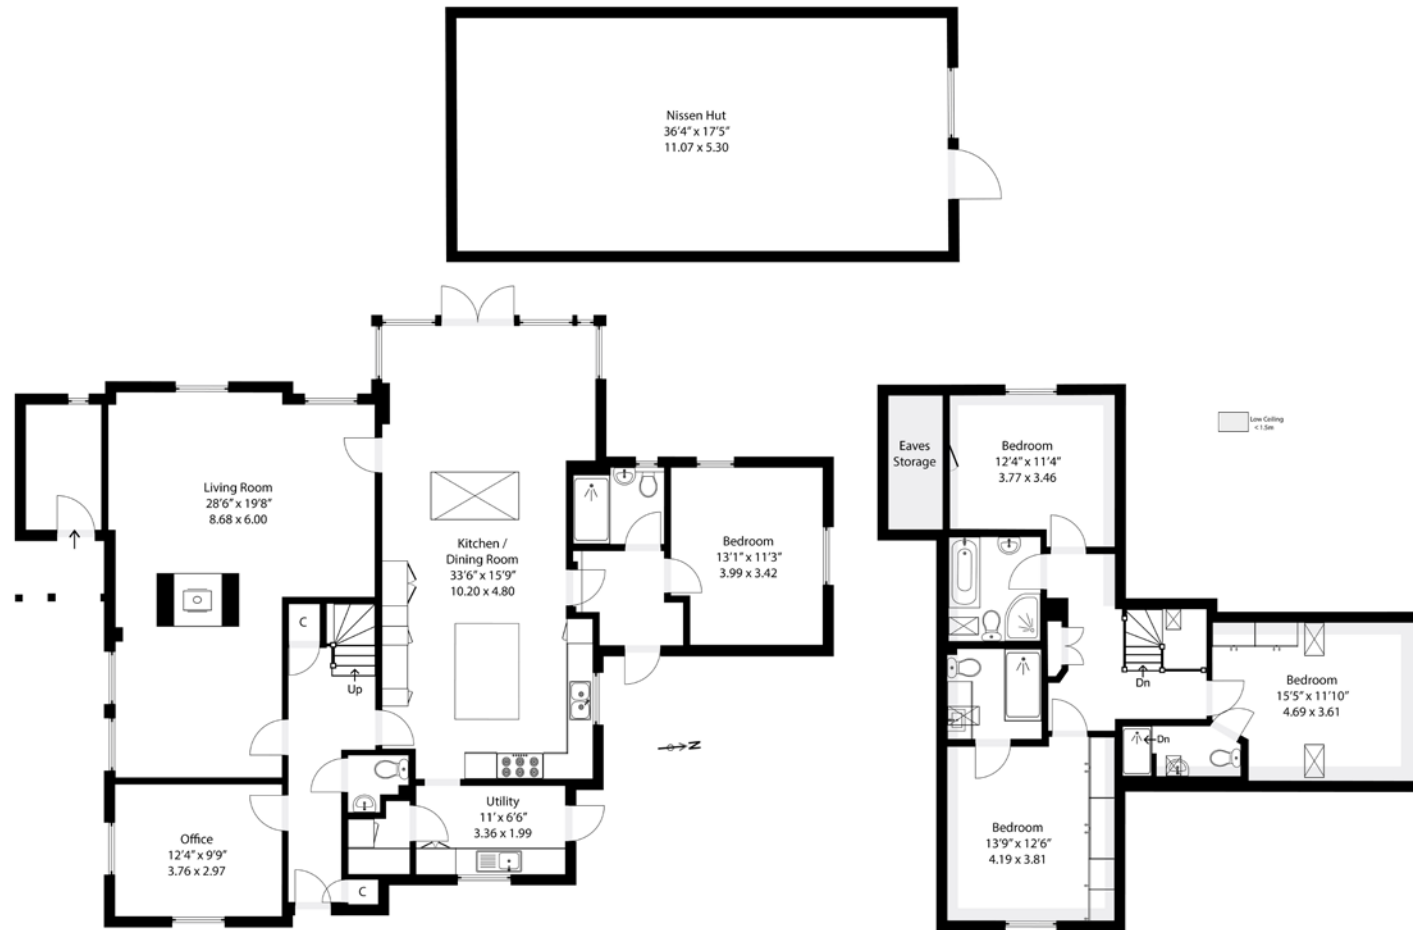 Nissen Hut
36'4" x 17'5"
11.07 x 5.30
Living Room
28'6" x 19'8"
8.68 x 6.00
Kitchen /
Dining Room
33'6" x 15'9"
10.20 x 4.80
Bedroom
13'1" x 11'3"
3.99 x 3.42
C
Up
Office
12'4" x 9'9"
3.76 x 2.97
Utility
11' x 6'6"
3.36 x 1.99
C
N
Eaves
Storage
Bedroom
12'4" x 11'4"
3.77 x 3.46
Low Ceiling
< 1.5m
Dn
Bedroom
15'5" x 11'10"
4.69 x 3.61
Dn
Bedroom
13'9" x 12'6"
4.19 x 3.81